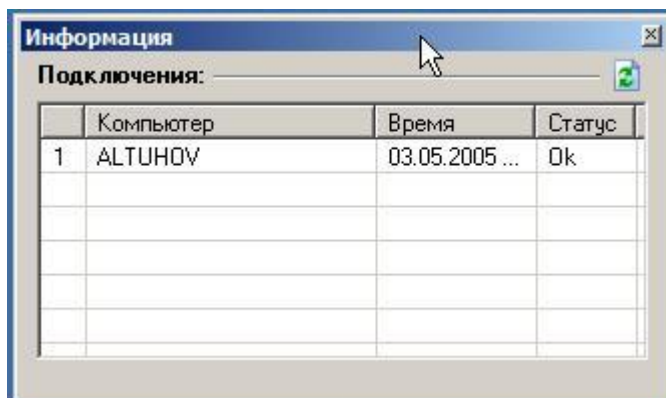 Информация
Подключения:
Компьютер Время Статус
1 ALTUHOV 03.05.2005 ... Ok